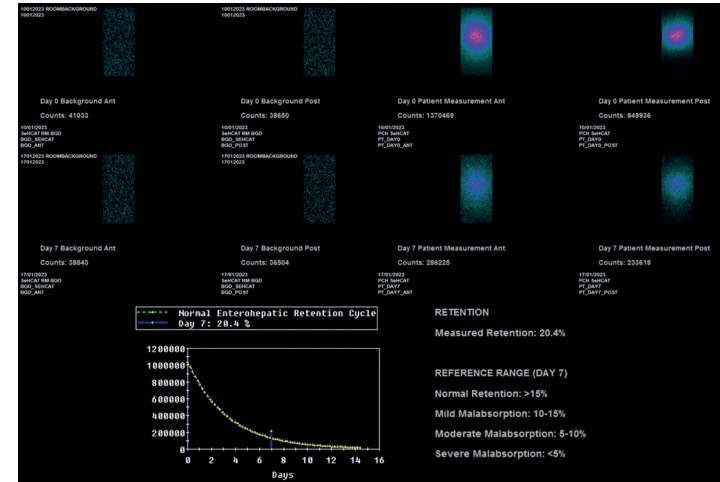 10012023 ROOMBACKGROUND
10012023
10012023 ROOMBACKGROUND
10012023
Day 0 Background Ant
Counts: 41033
Day 0 Background Post
Counts: 38650
Day 0 Patient Measurement Ant
Counts: 1370469
Day 0 Patient Measurement Post
Counts: 849936
10/01/2023
SeHCAT RM BGD
BGD_SEHCAT
BGD_ANT
10/01/2023
SeHCAT RM BGD
BGD_SEHCAT
BGD_POST
10/01/2023
PCH SeHCAT
PT_DAY0
PT_DAY0_ANT
10/01/2023
PCH SeHCAT
PT_DAY0
PT_DAY0_POST
17012023 ROOMBACKGROUND
17012023
17012023 ROOMBACKGROUND
17012023
Day 7 Background Ant
Counts: 38843
Day 7 Background Post
Counts: 36504
Day 7 Patient Measurement Ant
Counts: 286225
Day 7 Patient Measurement Post
Counts: 233618
17/01/2023
SeHCAT RM BGD
BGD_SEHCAT
BGD_ANT
17/01/2023
SeHCAT RM BGD
BGD_SEHCAT
BGD_POST
17/01/2023
PCH SeHCAT
PT_DAY7
PT_DAY7_ANT
17/01/2023
PCH SeHCAT
PT_DAY7
PT_DAY7_POST
Normal Enterohepatic Retention Cycle
Day 7: 20.4 %
1200000
1000000
800000
600000
400000
200000
0
0 2 4 6 8 10 12 14 16
Days
RETENTION
Measured Retention: 20.4%
REFERENCE RANGE (DAY 7)
Normal Retention: >15%
Mild Malabsorption: 10-15%
Moderate Malabsorption: 5-10%
Severe Malabsorption: <5%